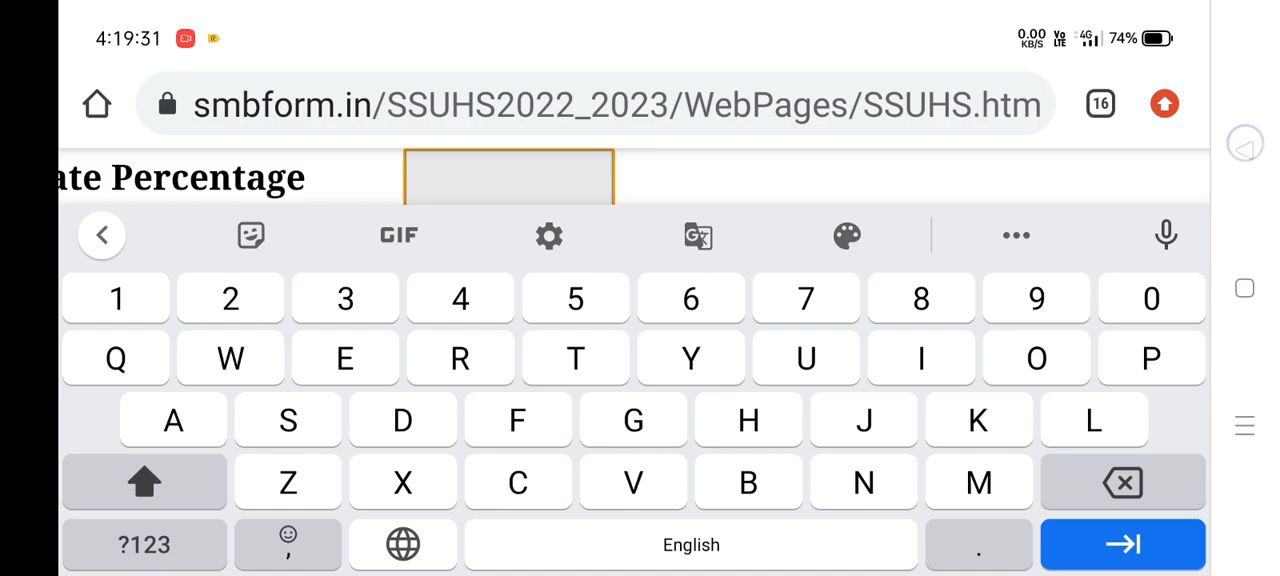 4:19:31 R 0.00 KB/S Vo LTE 4G 74%
smbform.in/SSUHS2022_2023/WebPages/SSUHS.htm 16
ate Percentage
GIF
1 2 3 4 5 6 7 8 9 0
Q W E R T Y U I O P
A S D F G H J K L
Z X C V B N M
?123 , English .